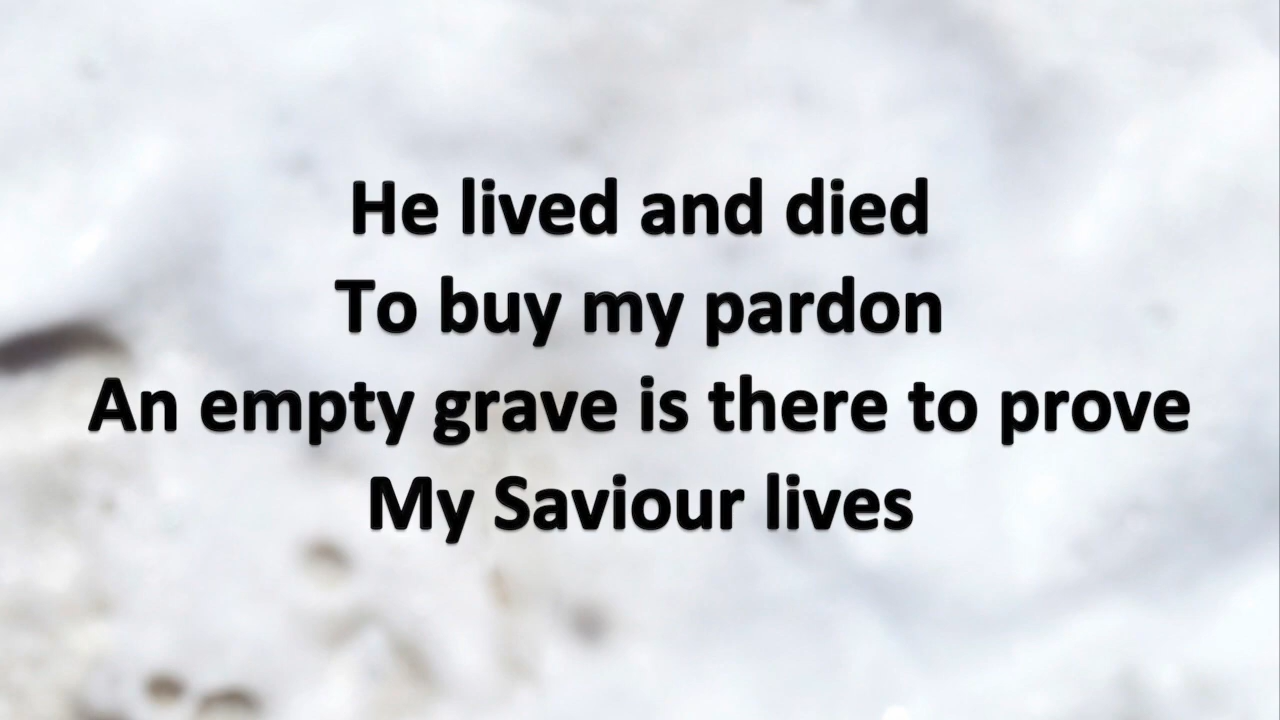 He lived and died
To buy my pardon
An empty grave is there to prove
My Saviour lives